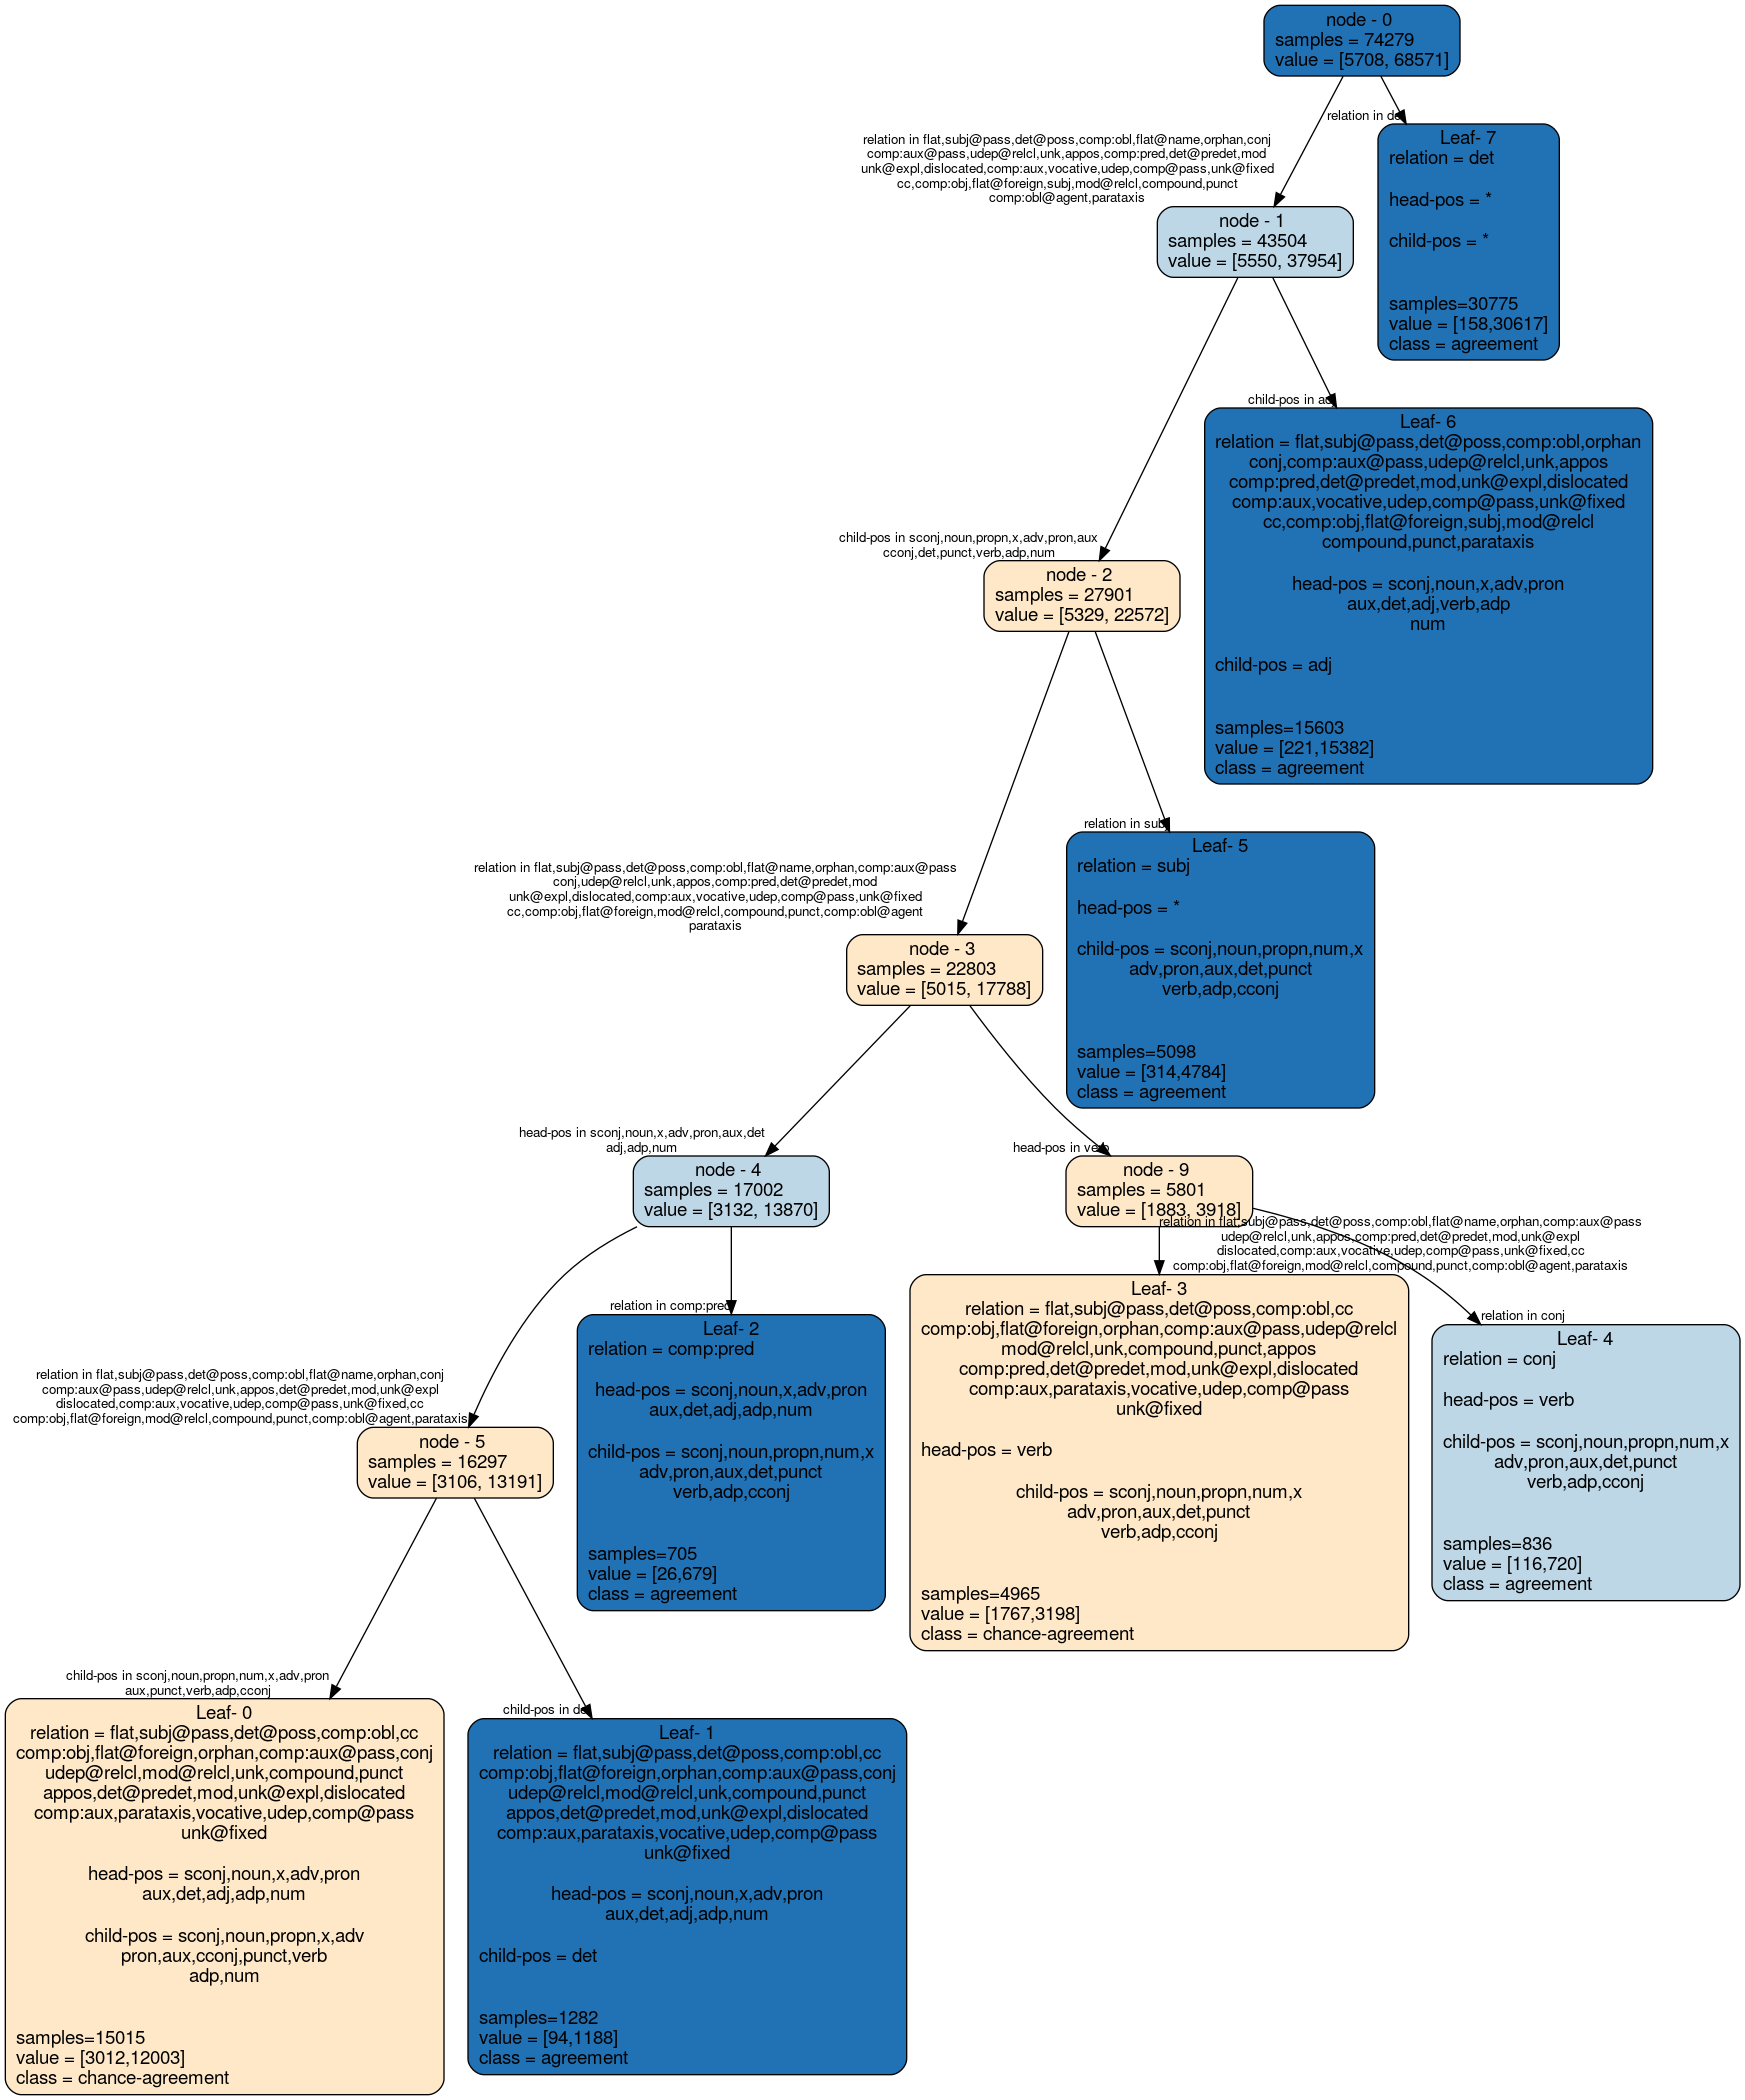 node - 0
samples = 74279
value = [5708, 68571]
relation in flat,subj@pass,det@poss,comp:obl,flat@name,orphan,conj
comp:aux@pass,udep@relcl,unk,appos,comp:pred,det@predet,mod
unk@expl,dislocated,comp:aux,vocative,udep,comp@pass,unk@fixed
cc,comp:obj,flat@foreign,subj,mod@relcl,compound,punct
comp:obl@agent,parataxis
relation in det
Leaf- 7
relation = det
head-pos = *
child-pos = *
samples=30775
value = [158,30617]
class = agreement
node - 1
samples = 43504
value = [5550, 37954]
child-pos in sconj,noun,propn,x,adv,pron,aux
cconj,det,punct,verb,adp,num
child-pos in adj
Leaf- 6
relation = flat,subj@pass,det@poss,comp:obl,orphan
conj,comp:aux@pass,udep@relcl,unk,appos
comp:pred,det@predet,mod,unk@expl,dislocated
comp:aux,vocative,udep,comp@pass,unk@fixed
cc,comp:obj,flat@foreign,subj,mod@relcl
compound,punct,parataxis
head-pos = sconj,noun,x,adv,pron
aux,det,adj,verb,adp
num
child-pos = adj
samples=15603
value = [221,15382]
class = agreement
node - 2
samples = 27901
value = [5329, 22572]
relation in flat,subj@pass,det@poss,comp:obl,flat@name,orphan,comp:aux@pass
conj,udep@relcl,unk,appos,comp:pred,det@predet,mod
unk@expl,dislocated,comp:aux,vocative,udep,comp@pass,unk@fixed
cc,comp:obj,flat@foreign,mod@relcl,compound,punct,comp:obl@agent
parataxis
relation in subj
Leaf- 5
relation = subj
head-pos = *
child-pos = sconj,noun,propn,num,x
adv,pron,aux,det,punct
verb,adp,cconj
samples=5098
value = [314,4784]
class = agreement
node - 3
samples = 22803
value = [5015, 17788]
head-pos in sconj,noun,x,adv,pron,aux,det
adj,adp,num
head-pos in verb
node - 4
samples = 17002
value = [3132, 13870]
node - 9
samples = 5801
value = [1883, 3918]
relation in flat,subj@pass,det@poss,comp:obl,flat@name,orphan,comp:aux@pass
udep@relcl,unk,appos,comp:pred,det@predet,mod,unk@expl
dislocated,comp:aux,vocative,udep,comp@pass,unk@fixed,cc
comp:obj,flat@foreign,mod@relcl,compound,punct,comp:obl@agent,parataxis
relation in conj
relation in flat,subj@pass,det@poss,comp:obl,flat@name,orphan,conj
comp:aux@pass,udep@relcl,unk,appos,det@predet,mod,unk@expl
dislocated,comp:aux,vocative,udep,comp@pass,unk@fixed,cc
comp:obj,flat@foreign,mod@relcl,compound,punct,comp:obl@agent,parataxis
relation in comp:pred
Leaf- 2
relation = comp:pred
head-pos = sconj,noun,x,adv,pron
aux,det,adj,adp,num
child-pos = sconj,noun,propn,num,x
adv,pron,aux,det,punct
verb,adp,cconj
samples=705
value = [26,679]
class = agreement
Leaf- 3
relation = flat,subj@pass,det@poss,comp:obl,cc
comp:obj,flat@foreign,orphan,comp:aux@pass,udep@relcl
mod@relcl,unk,compound,punct,appos
comp:pred,det@predet,mod,unk@expl,dislocated
comp:aux,parataxis,vocative,udep,comp@pass
unk@fixed
head-pos = verb
child-pos = sconj,noun,propn,num,x
adv,pron,aux,det,punct
verb,adp,cconj
samples=4965
value = [1767,3198]
class = chance-agreement
Leaf- 4
relation = conj
head-pos = verb
child-pos = sconj,noun,propn,num,x
adv,pron,aux,det,punct
verb,adp,cconj
samples=836
value = [116,720]
class = agreement
node - 5
samples = 16297
value = [3106, 13191]
child-pos in sconj,noun,propn,num,x,adv,pron
aux,punct,verb,adp,cconj
child-pos in det
Leaf- 0
relation = flat,subj@pass,det@poss,comp:obl,cc
comp:obj,flat@foreign,orphan,comp:aux@pass,conj
udep@relcl,mod@relcl,unk,compound,punct
appos,det@predet,mod,unk@expl,dislocated
comp:aux,parataxis,vocative,udep,comp@pass
unk@fixed
head-pos = sconj,noun,x,adv,pron
aux,det,adj,adp,num
child-pos = sconj,noun,propn,x,adv
pron,aux,cconj,punct,verb
adp,num
samples=15015
value = [3012,12003]
class = chance-agreement
Leaf- 1
relation = flat,subj@pass,det@poss,comp:obl,cc
comp:obj,flat@foreign,orphan,comp:aux@pass,conj
udep@relcl,mod@relcl,unk,compound,punct
appos,det@predet,mod,unk@expl,dislocated
comp:aux,parataxis,vocative,udep,comp@pass
unk@fixed
head-pos = sconj,noun,x,adv,pron
aux,det,adj,adp,num
child-pos = det
samples=1282
value = [94,1188]
class = agreement